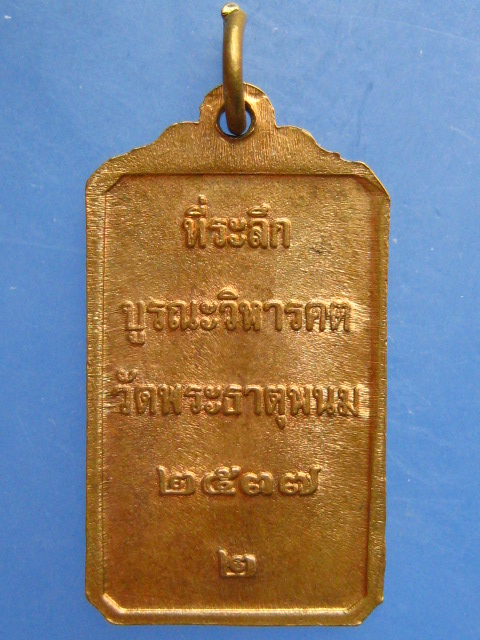 ที่ระลึก
บูรณะวิหารคต
วัดพระธาตุพนม
๒๕๓๗
๒